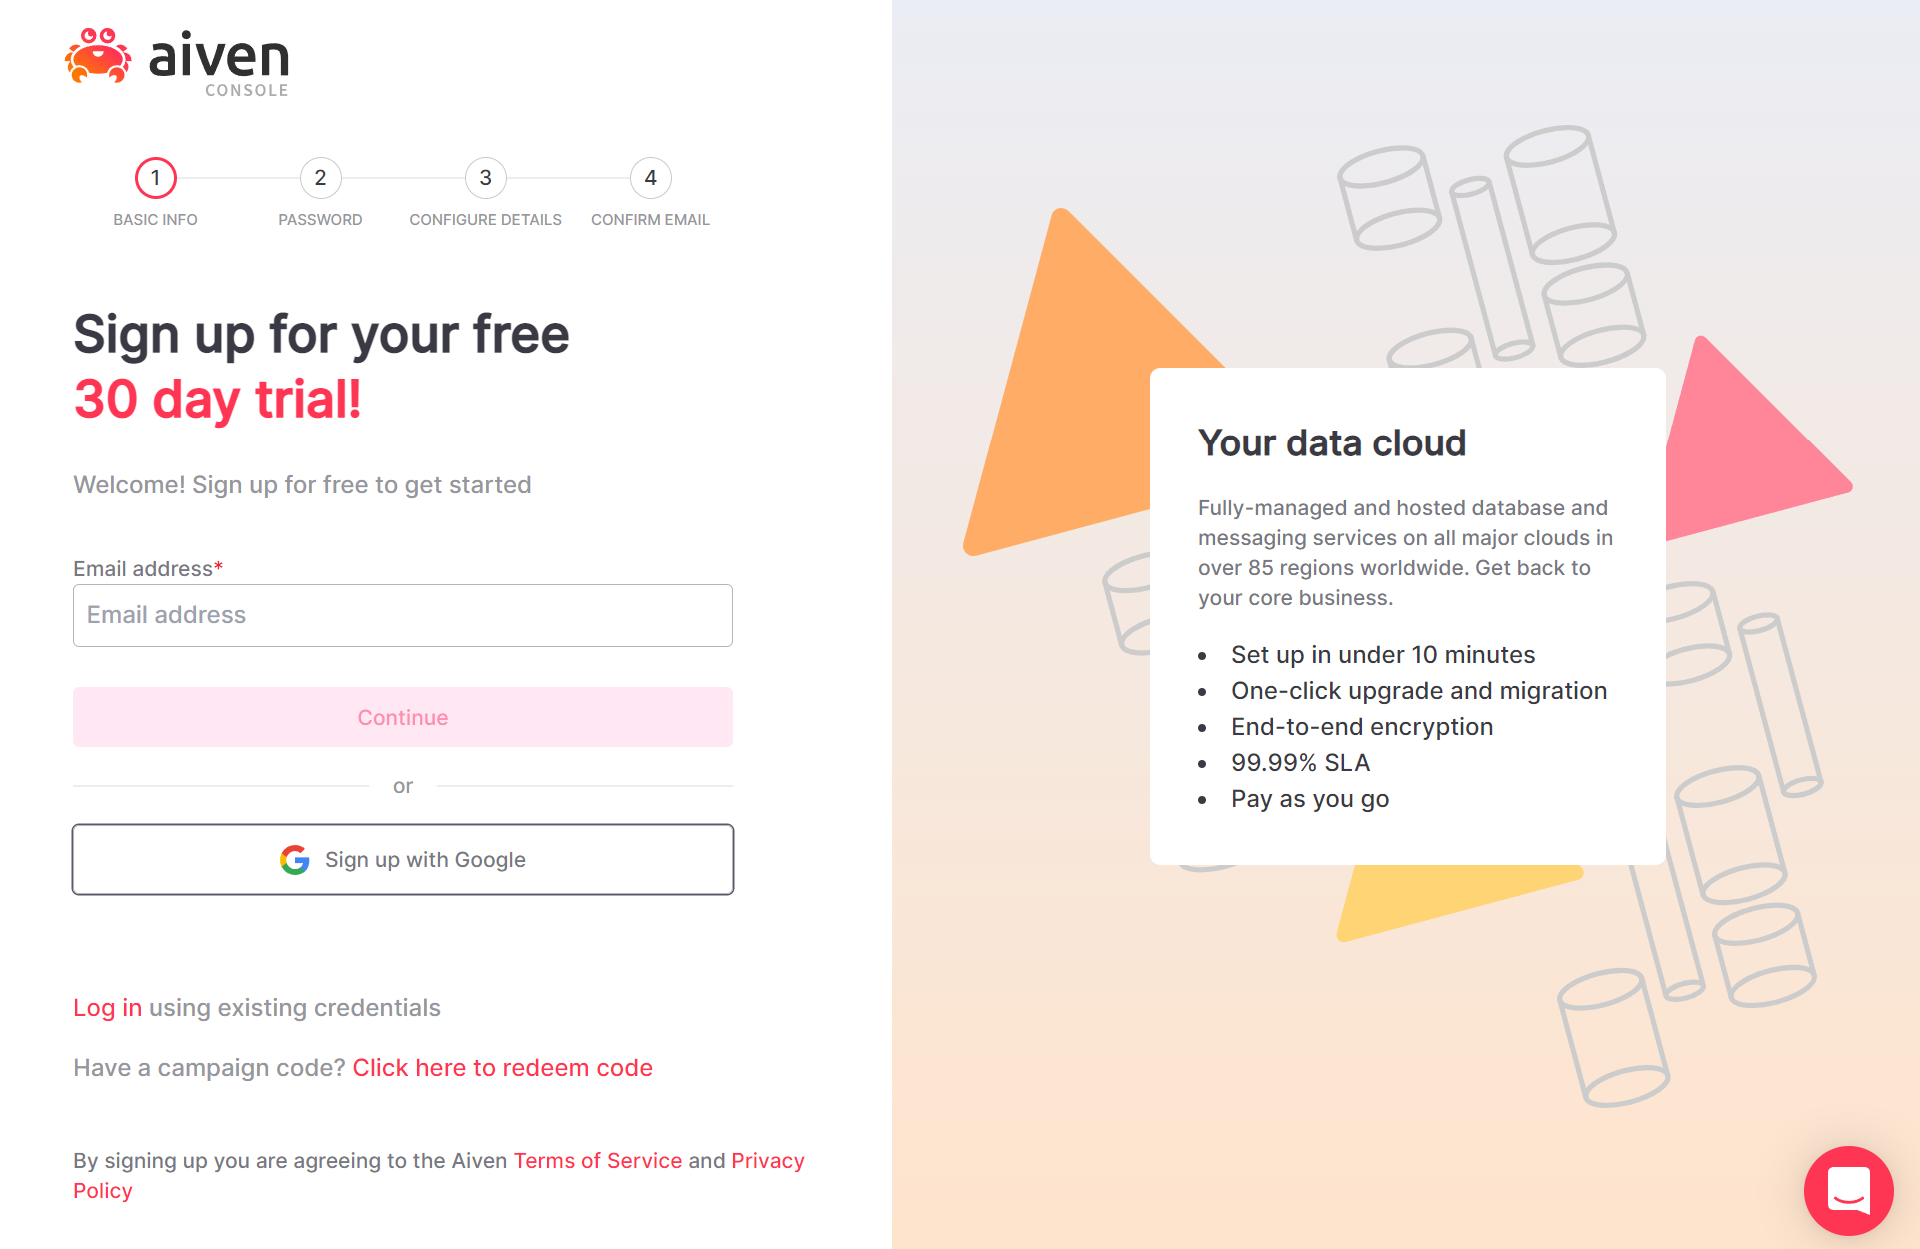 aiven
CONSOLE
1
2
3
4
BASIC INFO
PASSWORD
CONFIGURE DETAILS
CONFIRM EMAIL
Sign up for your free
30 day trial!
Welcome! Sign up for free to get started
Email address*
Email address
Continue
or
Sign up with Google
Log in using existing credentials
Have a campaign code? Click here to redeem code
By signing up you are agreeing to the Aiven Terms of Service and Privacy
Policy
Your data cloud
Fully-managed and hosted database and
messaging services on all major clouds in
over 85 regions worldwide. Get back to
your core business.
• Set up in under 10 minutes
• One-click upgrade and migration
• End-to-end encryption
• 99.99% SLA
• Pay as you go